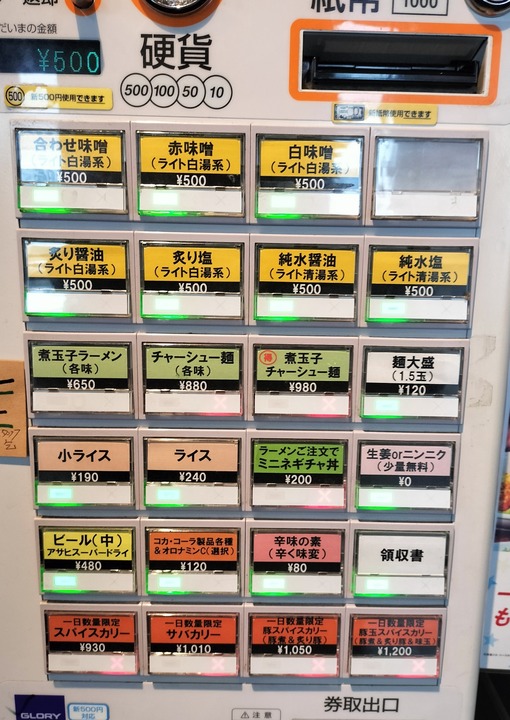 だいまの金額
¥500
硬貨
紙幣
1000
500 100 50 10
500 新500円使用できます
合わせ味噌
(ライト白湯系)
¥500
赤味噌
(ライト白湯系)
¥500
白味噌
(ライト白湯系)
¥500
炙り醤油
(ライト白湯系)
¥500
炙り塩
(ライト白湯系)
¥500
純水醤油
(ライト清湯系)
¥500
純水塩
(ライト清湯系)
¥500
煮玉子ラーメン
(各味)
¥650
チャーシュー麺
(各味)
¥880
得 煮玉子
チャーシュー麺
¥980
麺大盛
(1.5玉)
¥120
小ライス
¥190
ライス
¥240
ラーメンご注文で
ミニネギチャ丼
¥200
生姜orニンニク
(少量無料)
¥0
ビール(中)
アサヒスーパードライ
¥480
コカ・コーラ製品各種
&オロナミンC(選択)
¥120
辛味の素
(辛く味変)
¥80
領収書
一日数量限定
スパイスカリー
¥930
一日数量限定
サバカリー
¥1,010
一日数量限定
豚スパイスカリー
(豚煮&炙り豚)
¥1,050
一日数量限定
豚玉スパイスカリー
(豚煮&炙り豚&味玉)
¥1,200
GLORY
新500円
対応
注意
券取出口